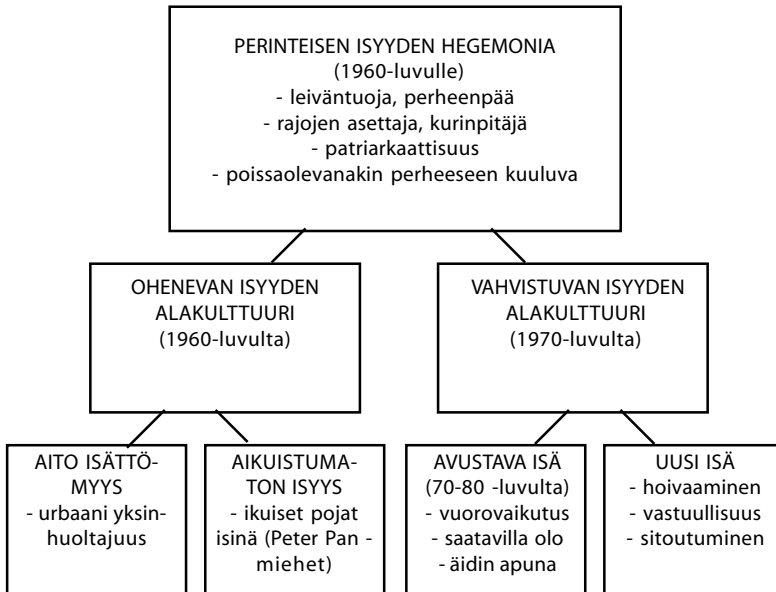 PERINTEISEN ISYYDEN HEGEMONIA
(1960-luvulle)
- leiväntuoja, perheenpää
- rajojen asettaja, kurinpitäjä
- patriarkaattisuus
- poissaolevanakin perheeseen kuuluva
OHENEVAN ISYYDEN
ALAKULTTUURI
(1960-luvulta)
VAHVISTUVAN ISYYDEN
ALAKULTTUURI
(1970-luvulta)
AITO ISÄTTÖ-
MYYS
- urbaani yksin-
huoltajuus
AIKUISTUMA-
TON ISYYS
- ikuiset pojat
isinä (Peter Pan -
miehet)
AVUSTAVA ISÄ
(70-80 -luvulta)
- vuorovaikutus
- saatavilla olo
- äidin apuna
UUSI ISÄ
- hoivaaminen
- vastuullisuus
- sitoutuminen